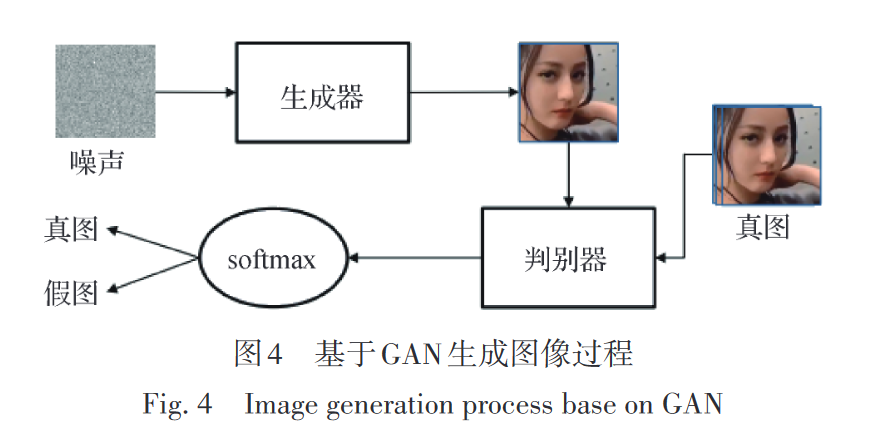 生成器
噪声
真图
真图
softmax
判别器
假图
图4 基于GAN生成图像过程
Fig. 4 Image generation process base on GAN